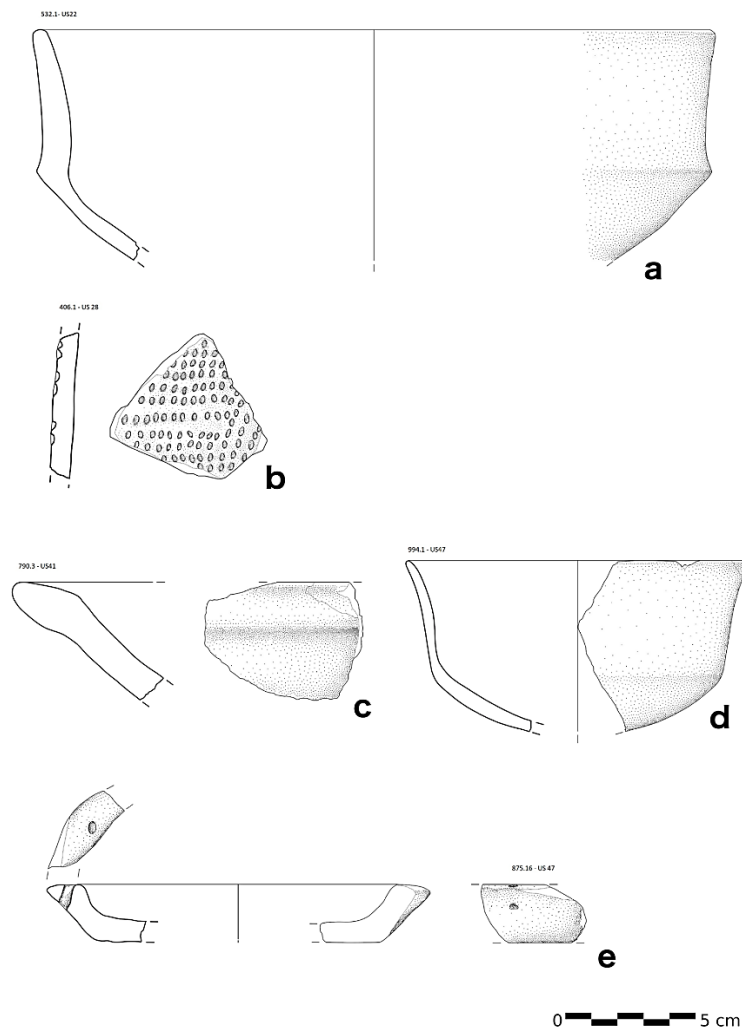 532.1- US22
a
406.1 - US 28
b
790.3 - US41
c
994.1 - US47
d
875.16 - US 47
e
0 5 cm